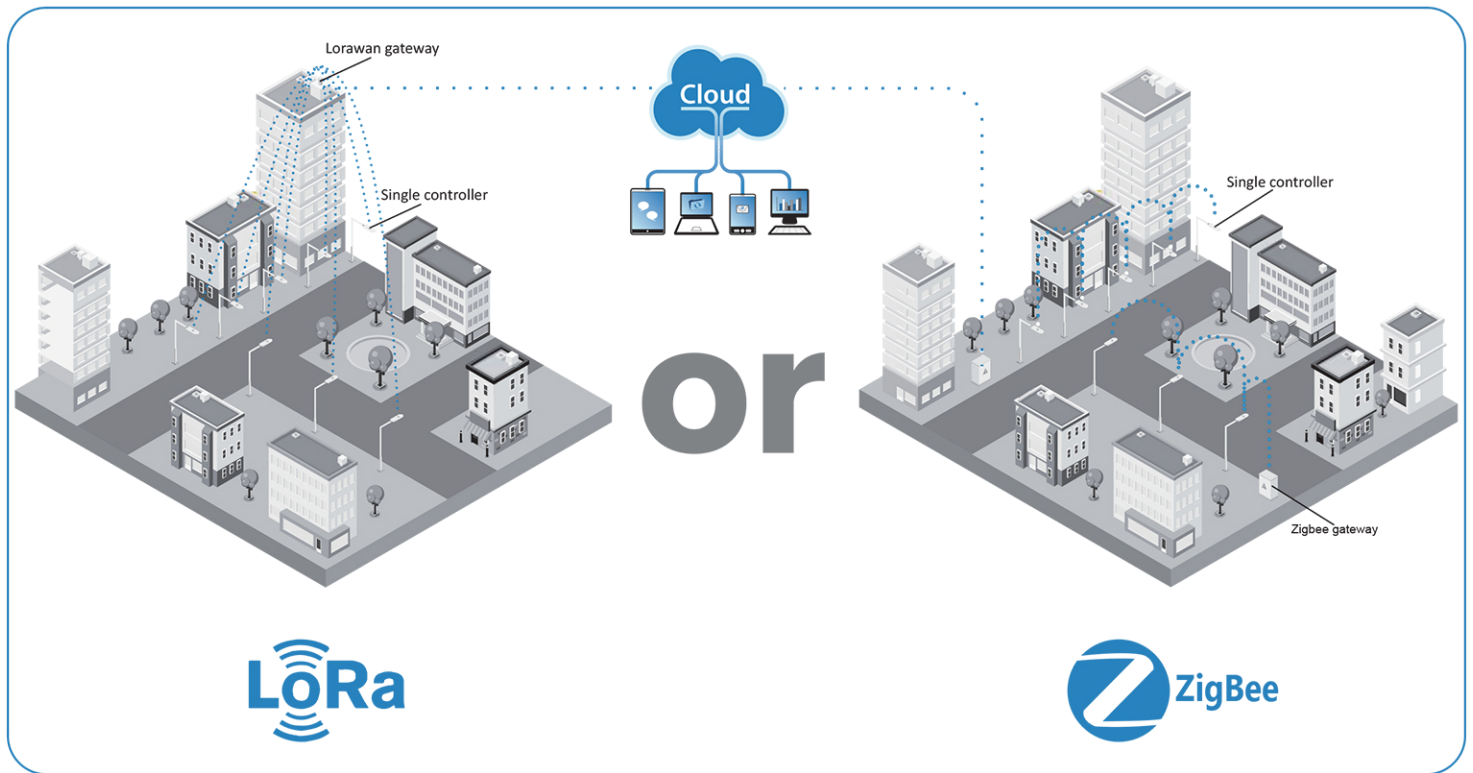 Lorawan gateway
Cloud
Single controller
Single controller
or
Zigbee gateway
LoRa
ZigBee